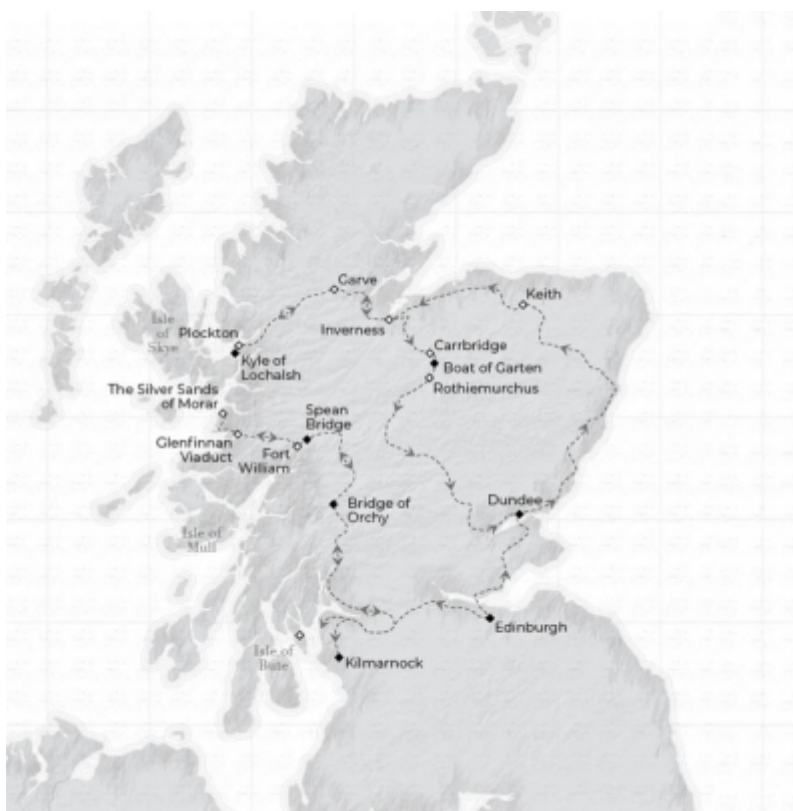 Garve
Keith
Isle
of
Skye
Plockton
Inverness
Kyle of
Lochalsh
Carrbridge
Boat of Garten
Rothiemurchus
The Silver Sands
of Morar
Spean
Bridge
Glenfinnan
Viaduct
Fort
William
Bridge of
Orchy
Dundee
Isle of
Mull
Edinburgh
Isle of
Bute
Kilmarnock